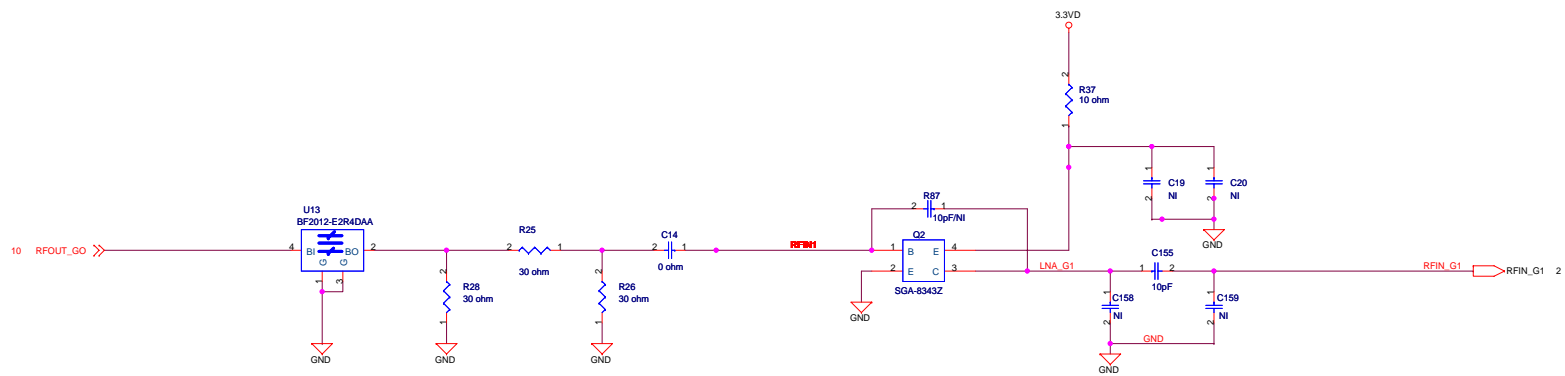 3.3VD
2
R37
10 ohm
1
1
C19
NI
2
1
C20
NI
2
GND
U13
BF2012-E2R4DAA
10 RFOUT_GO
4
BI
BO
2
G
G
1
3
GND
R25
2
1
30 ohm
2
R28
30 ohm
1
GND
2
R26
30 ohm
1
GND
C14
2
1
0 ohm
RFIN1
R87
2
1
10pF/NI
Q2
1
B
E
4
2
E
C
3
SGA-8343Z
GND
LNA_G1
C155
1
2
10pF
RFIN_G1
RFIN_G1 2
1
C158
NI
2
1
C159
NI
2
GND
GND